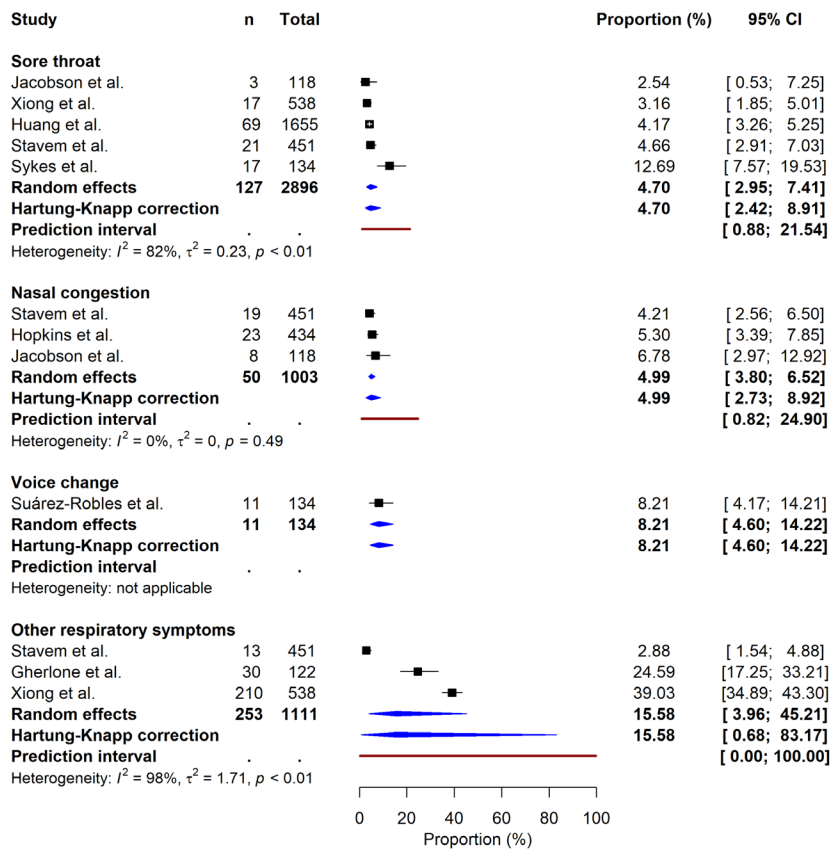 Study n Total Proportion (%) 95% CI
Sore throat
Jacobson et al. 3 118 2.54 [ 0.53; 7.25]
Xiong et al. 17 538 3.16 [ 1.85; 5.01]
Huang et al. 69 1655 4.17 [ 3.26; 5.25]
Stavem et al. 21 451 4.66 [ 2.91; 7.03]
Sykes et al. 17 134 12.69 [ 7.57; 19.53]
Random effects 127 2896 4.70 [ 2.95; 7.41]
Hartung-Knapp correction 4.70 [ 2.42; 8.91]
Prediction interval . . [ 0.88; 21.54]
Heterogeneity: I² = 82%, τ² = 0.23, p < 0.01
Nasal congestion
Stavem et al. 19 451 4.21 [ 2.56; 6.50]
Hopkins et al. 23 434 5.30 [ 3.39; 7.85]
Jacobson et al. 8 118 6.78 [ 2.97; 12.92]
Random effects 50 1003 4.99 [ 3.80; 6.52]
Hartung-Knapp correction 4.99 [ 2.73; 8.92]
Prediction interval . . [ 0.82; 24.90]
Heterogeneity: I² = 0%, τ² = 0, p = 0.49
Voice change
Suárez-Robles et al. 11 134 8.21 [ 4.17; 14.21]
Random effects 11 134 8.21 [ 4.60; 14.22]
Hartung-Knapp correction 8.21 [ 4.60; 14.22]
Prediction interval . .
Heterogeneity: not applicable
Other respiratory symptoms
Stavem et al. 13 451 2.88 [ 1.54; 4.88]
Gherlone et al. 30 122 24.59 [17.25; 33.21]
Xiong et al. 210 538 39.03 [34.89; 43.30]
Random effects 253 1111 15.58 [ 3.96; 45.21]
Hartung-Knapp correction 15.58 [ 0.68; 83.17]
Prediction interval . . [ 0.00; 100.00]
Heterogeneity: I² = 98%, τ² = 1.71, p < 0.01
0 20 40 60 80 100
Proportion (%)